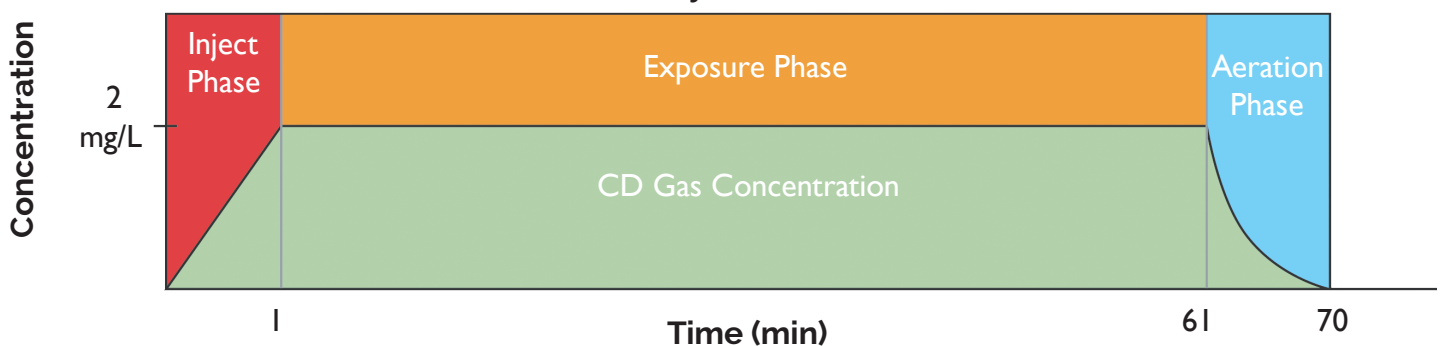 Concentration
2
mg/L
Inject
Phase
Exposure Phase
Aeration
Phase
CD Gas Concentration
1
61
70
Time (min)